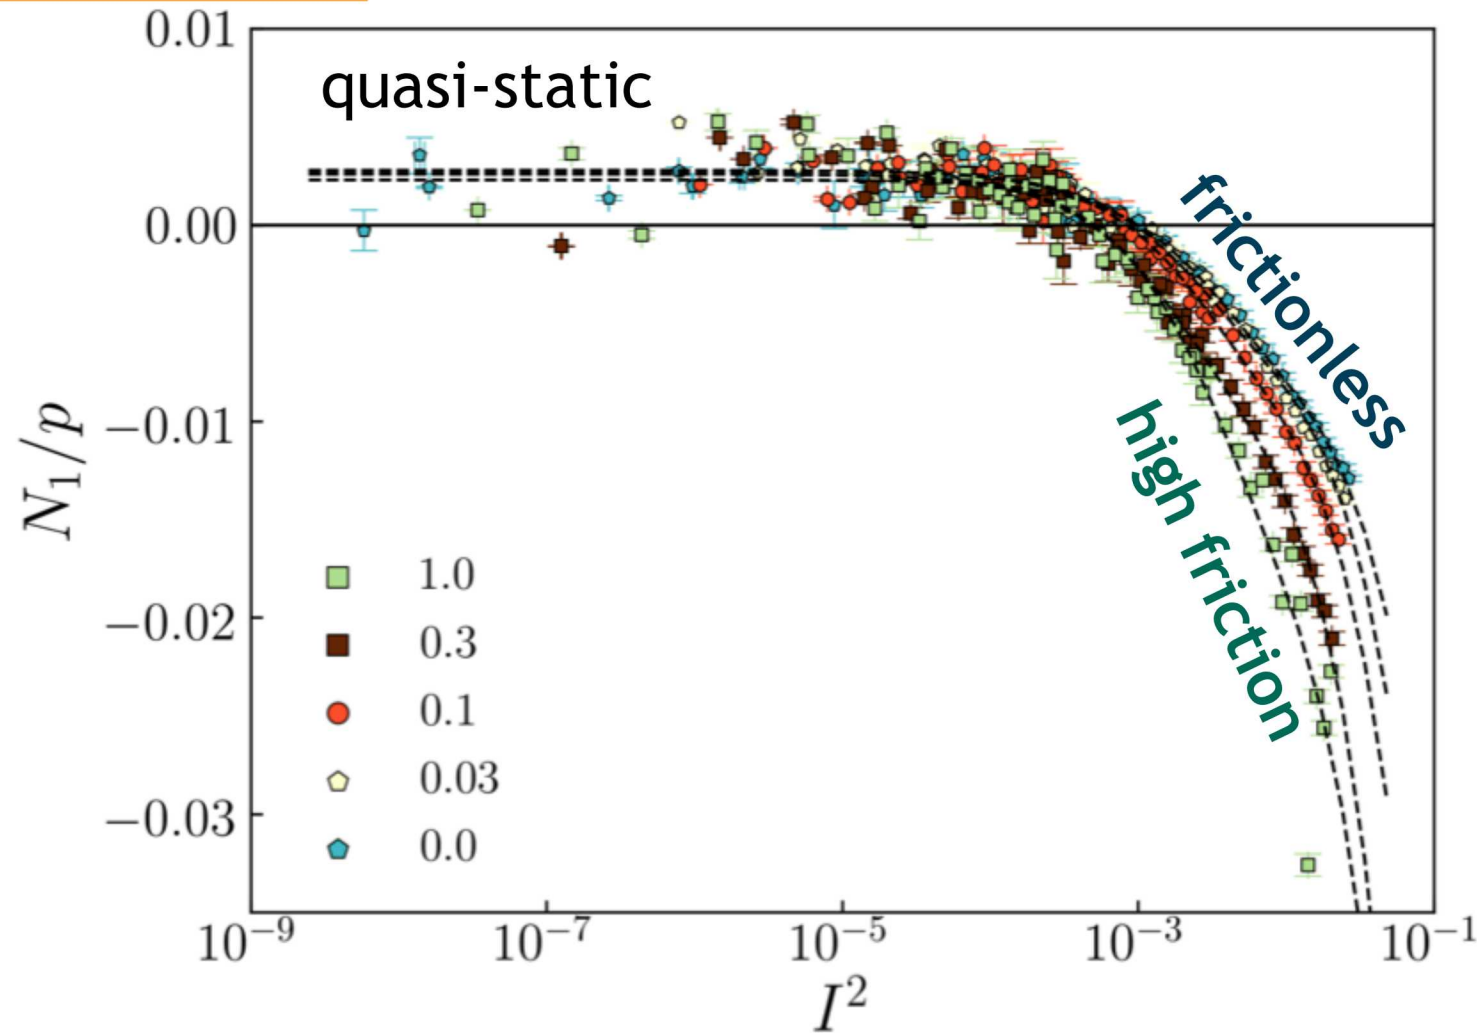 0.01
quasi-static
0.00
frictionless
−0.01
N₁/p
high friction
1.0
−0.02
0.3
0.1
0.03
−0.03
0.0
10⁻⁹ 10⁻⁷ 10⁻⁵ 10⁻³ 10⁻¹
I²